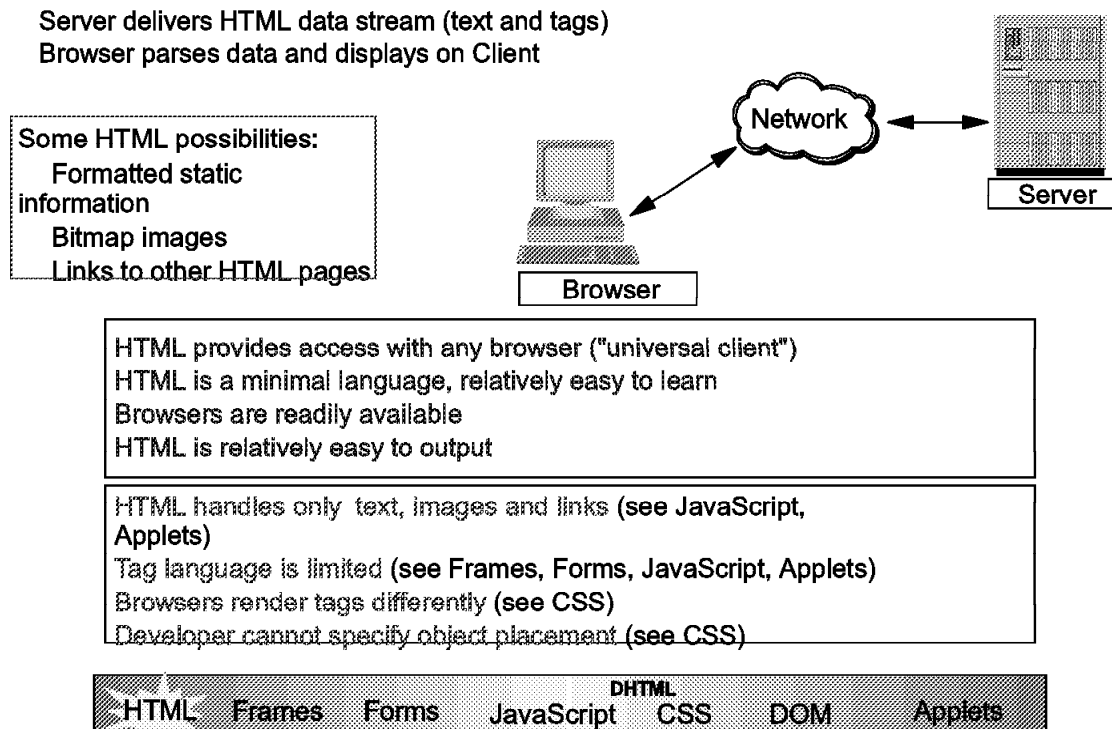 Server delivers HTML data stream (text and tags)
Browser parses data and displays on Client
Network
Server
Some HTML possibilities:
Formatted static
information
Bitmap images
Links to other HTML pages
Browser
HTML provides access with any browser ("universal client")
HTML is a minimal language, relatively easy to learn
Browsers are readily available
HTML is relatively easy to output
HTML handles only text, images and links (see JavaScript,
Applets)
Tag language is limited (see Frames, Forms, JavaScript, Applets)
Browsers render tags differently (see CSS)
Developer cannot specify object placement (see CSS)
DHTML
HTML Frames Forms JavaScript CSS DOM Applets